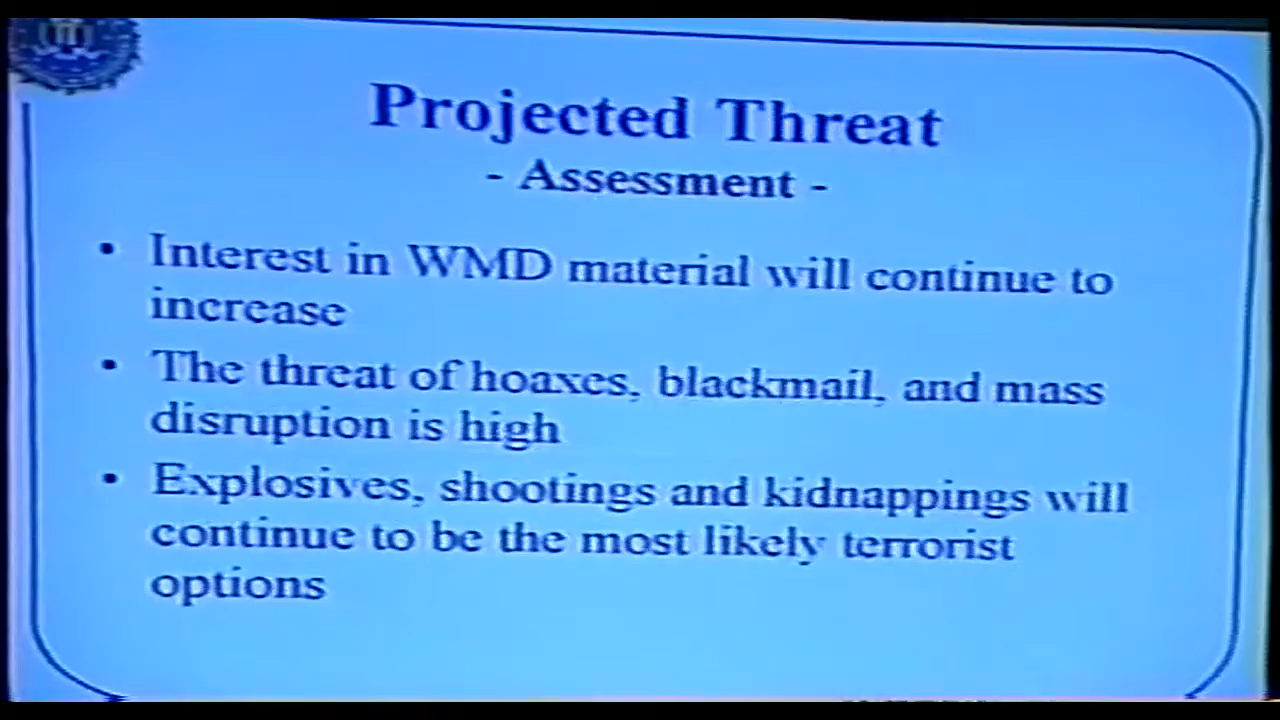 Projected Threat
- Assessment -
• Interest in WMD material will continue to
increase
• The threat of hoaxes, blackmail, and mass
disruption is high
• Explosives, shootings and kidnappings will
continue to be the most likely terrorist
options